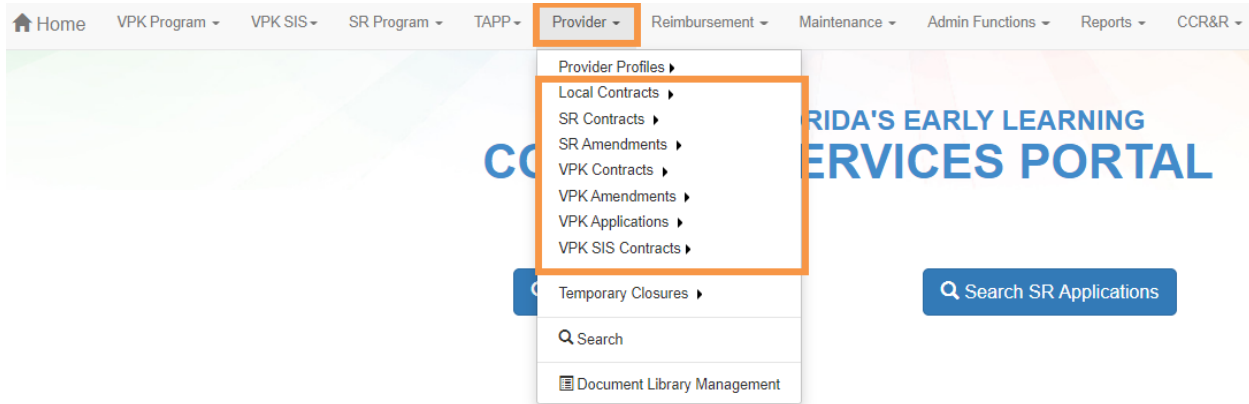 Home VPK Program VPK SIS SR Program TAPP Provider Reimbursement Maintenance Admin Functions Reports CCR&R
Provider Profiles
Local Contracts
SR Contracts
SR Amendments
VPK Contracts
VPK Amendments
VPK Applications
VPK SIS Contracts
Temporary Closures
Search
Document Library Management
RIDA'S EARLY LEARNING
CO ERVICES PORTAL
Search SR Applications